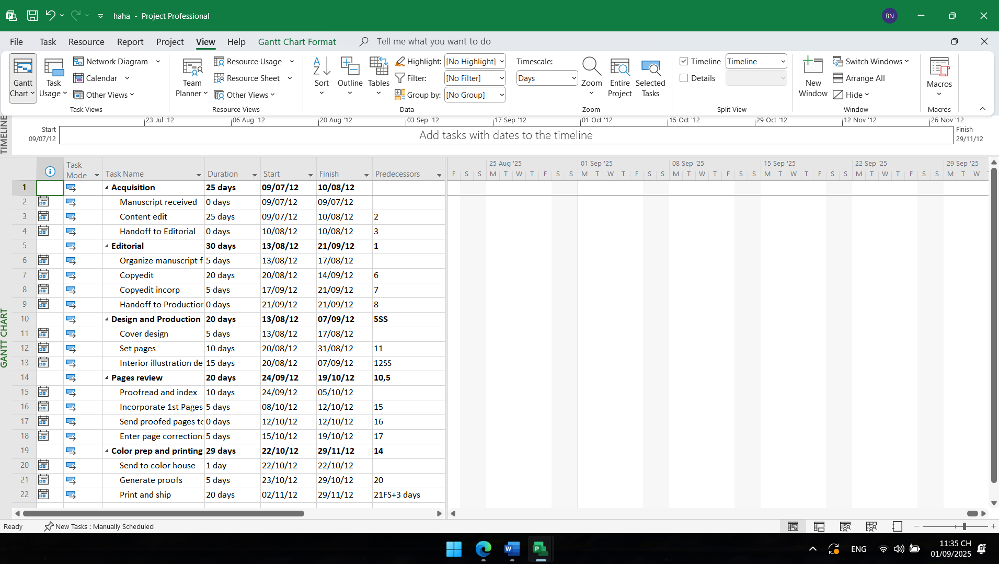 haha - Project Professional
BN
File Task Resource Report Project View Help Gantt Chart Format Tell me what you want to do
Gantt Chart
Task Usage
Network Diagram
Calendar
Other Views
Task Views
Team Planner
Resource Usage
Resource Sheet
Other Views
Resource Views
Sort
Outline
Tables
Highlight: [No Highlight]
Filter: [No Filter]
Group by: [No Group]
Data
Timescale:
Days
Zoom
Entire Project
Selected Tasks
Zoom
Timeline Timeline
Details
Split View
New Window
Switch Windows
Arrange All
Hide
Window
Macros
Macros
TIMELINE
23 Jul '12 06 Aug '12 20 Aug '12 03 Sep '12 17 Sep '12 01 Oct '12 15 Oct '12 29 Oct '12 12 Nov '12 26 Nov '12
Start
09/07/12
Add tasks with dates to the timeline
Finish
29/11/12
GANTT CHART
Task Mode Task Name Duration Start Finish Predecessors
25 Aug '25 01 Sep '25 08 Sep '25 15 Sep '25 22 Sep '25 29 Sep '25
F S S M T W T F S S M T W T F S S M T W T F S S M T W T F S S M T W T F S S M T W
1 Acquisition 25 days 09/07/12 10/08/12
2 Manuscript received 0 days 09/07/12 09/07/12
3 Content edit 25 days 09/07/12 10/08/12 2
4 Handoff to Editorial 0 days 10/08/12 10/08/12 3
5 Editorial 30 days 13/08/12 21/09/12 1
6 Organize manuscript f 5 days 13/08/12 17/08/12
7 Copyedit 20 days 20/08/12 14/09/12 6
8 Copyedit incorp 5 days 17/09/12 21/09/12 7
9 Handoff to Production 0 days 21/09/12 21/09/12 8
10 Design and Production 20 days 13/08/12 07/09/12 5SS
11 Cover design 5 days 13/08/12 17/08/12
12 Set pages 10 days 20/08/12 31/08/12 11
13 Interior illustration de 15 days 20/08/12 07/09/12 12SS
14 Pages review 20 days 24/09/12 19/10/12 10,5
15 Proofread and index 10 days 24/09/12 05/10/12
16 Incorporate 1st Pages 5 days 08/10/12 12/10/12 15
17 Send proofed pages to 0 days 12/10/12 12/10/12 16
18 Enter page corrections 5 days 15/10/12 19/10/12 17
19 Color prep and printing 29 days 22/10/12 29/11/12 14
20 Send to color house 1 day 22/10/12 22/10/12
21 Generate proofs 5 days 23/10/12 29/10/12 20
22 Print and ship 20 days 02/11/12 29/11/12 21FS+3 days
Ready New Tasks : Manually Scheduled
ENG
11:35 CH
01/09/2025